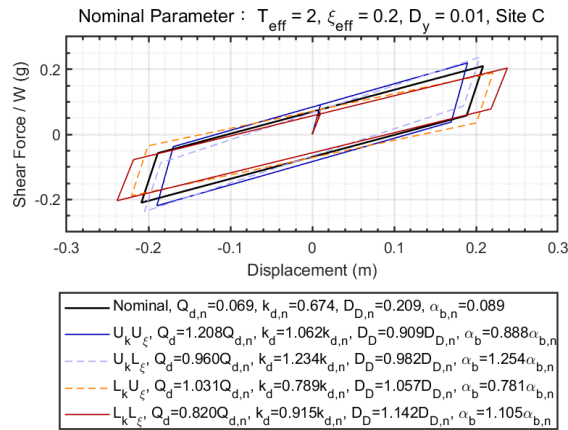 Nominal Parameter : T_eff = 2, ξ_eff = 0.2, D_y = 0.01, Site C
Shear Force / W (g)
0.2
0
-0.2
-0.3 -0.2 -0.1 0 0.1 0.2 0.3
Displacement (m)
Nominal, Q_d,n=0.069, k_d,n=0.674, D_D,n=0.209, α_b,n=0.089
U_kU_ξ, Q_d=1.208Q_d,n, k_d=1.062k_d,n, D_D=0.909D_D,n, α_b=0.888α_b,n
U_kL_ξ, Q_d=0.960Q_d,n, k_d=1.234k_d,n, D_D=0.982D_D,n, α_b=1.254α_b,n
L_kU_ξ, Q_d=1.031Q_d,n, k_d=0.789k_d,n, D_D=1.057D_D,n, α_b=0.781α_b,n
L_kL_ξ, Q_d=0.820Q_d,n, k_d=0.915k_d,n, D_D=1.142D_D,n, α_b=1.105α_b,n